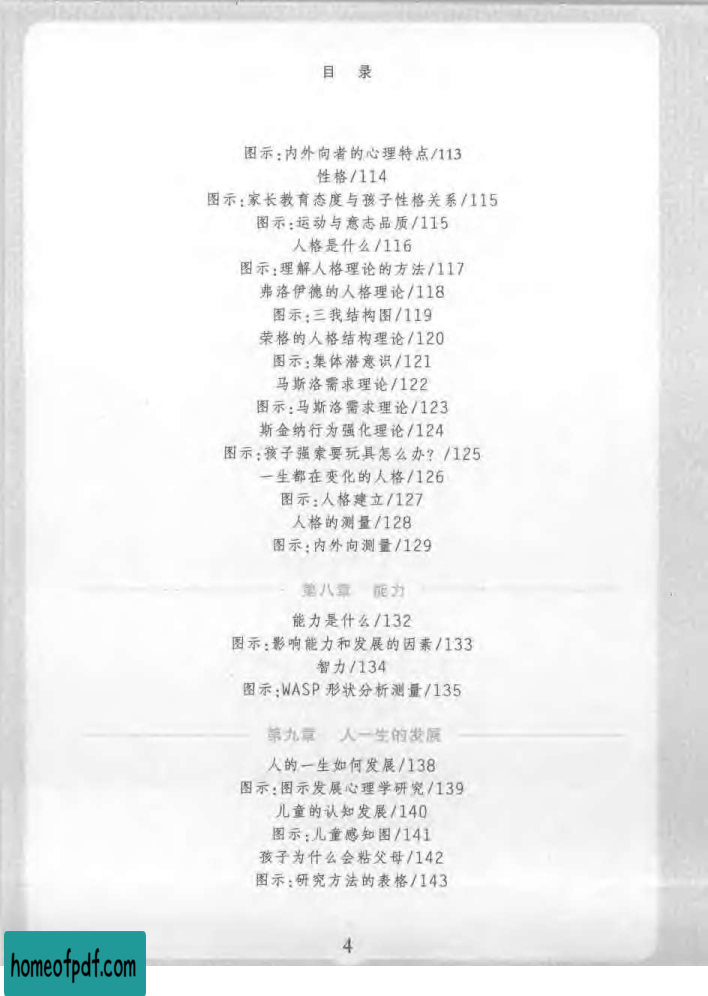 目 录
图示:内外向者的心理特点/113
性格/114
图示:家长教育态度与孩子性格关系/115
图示:运动与意志品质/115
人格是什么/116
图示:理解人格理论的方法/117
弗洛伊德的人格理论/118
图示:三我结构图/119
荣格的人格结构理论/120
图示:集体潜意识/121
马斯洛需求理论/122
图示:马斯洛需求理论/123
斯金纳行为强化理论/124
图示:孩子强索要玩具怎么办?/125
一生都在变化的人格/126
图示:人格建立/127
人格的测量/128
图示:内外向测量/129
第八章 能力
能力是什么/132
图示:影响能力和发展的因素/133
智力/134
图示:WASP 形状分析测量/135
第九章 人一生的发展
人的一生如何发展/138
图示:图示发展心理学研究/139
儿童的认知发展/140
图示:儿童感知图/141
孩子为什么会粘父母/142
图示:研究方法的表格/143
4
homeofpdf.com